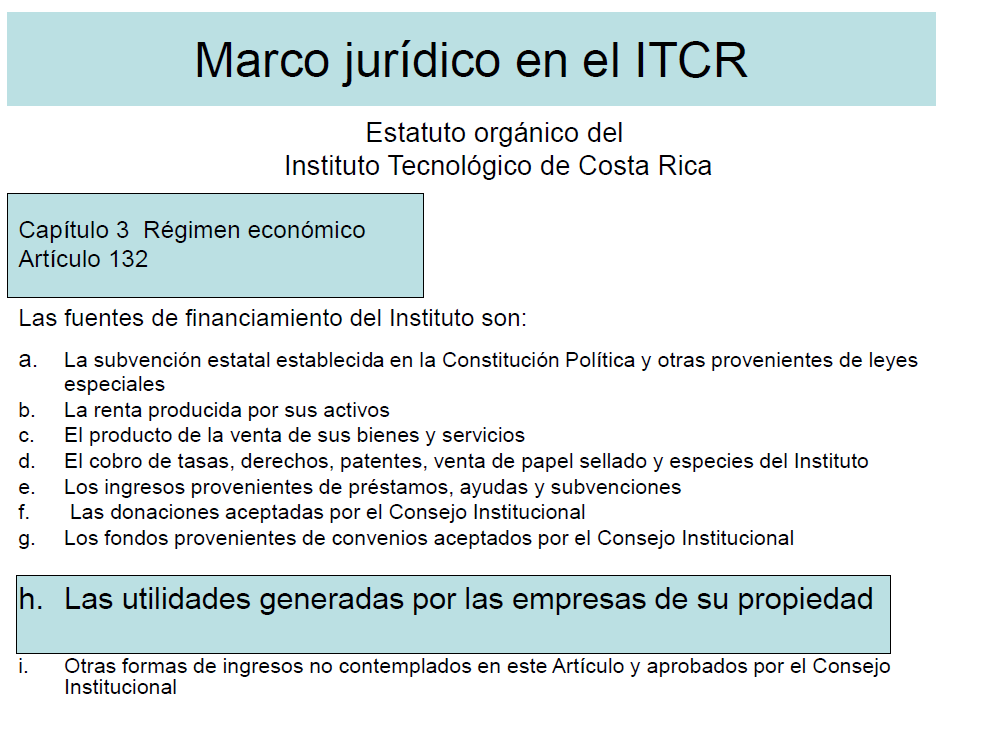 Marco jurídico en el ITCR
Estatuto orgánico del
Instituto Tecnológico de Costa Rica
Capítulo 3  Régimen económico
Artículo 132
Las fuentes de financiamiento del Instituto son:
a. La subvención estatal establecida en la Constitución Política y otras provenientes de leyes
especiales
b. La renta producida por sus activos
c. El producto de la venta de sus bienes y servicios
d. El cobro de tasas, derechos, patentes, venta de papel sellado y especies del Instituto
e. Los ingresos provenientes de préstamos, ayudas y subvenciones
f. Las donaciones aceptadas por el Consejo Institucional
g. Los fondos provenientes de convenios aceptados por el Consejo Institucional
h. Las utilidades generadas por las empresas de su propiedad
i. Otras formas de ingresos no contemplados en este Artículo y aprobados por el Consejo
Institucional